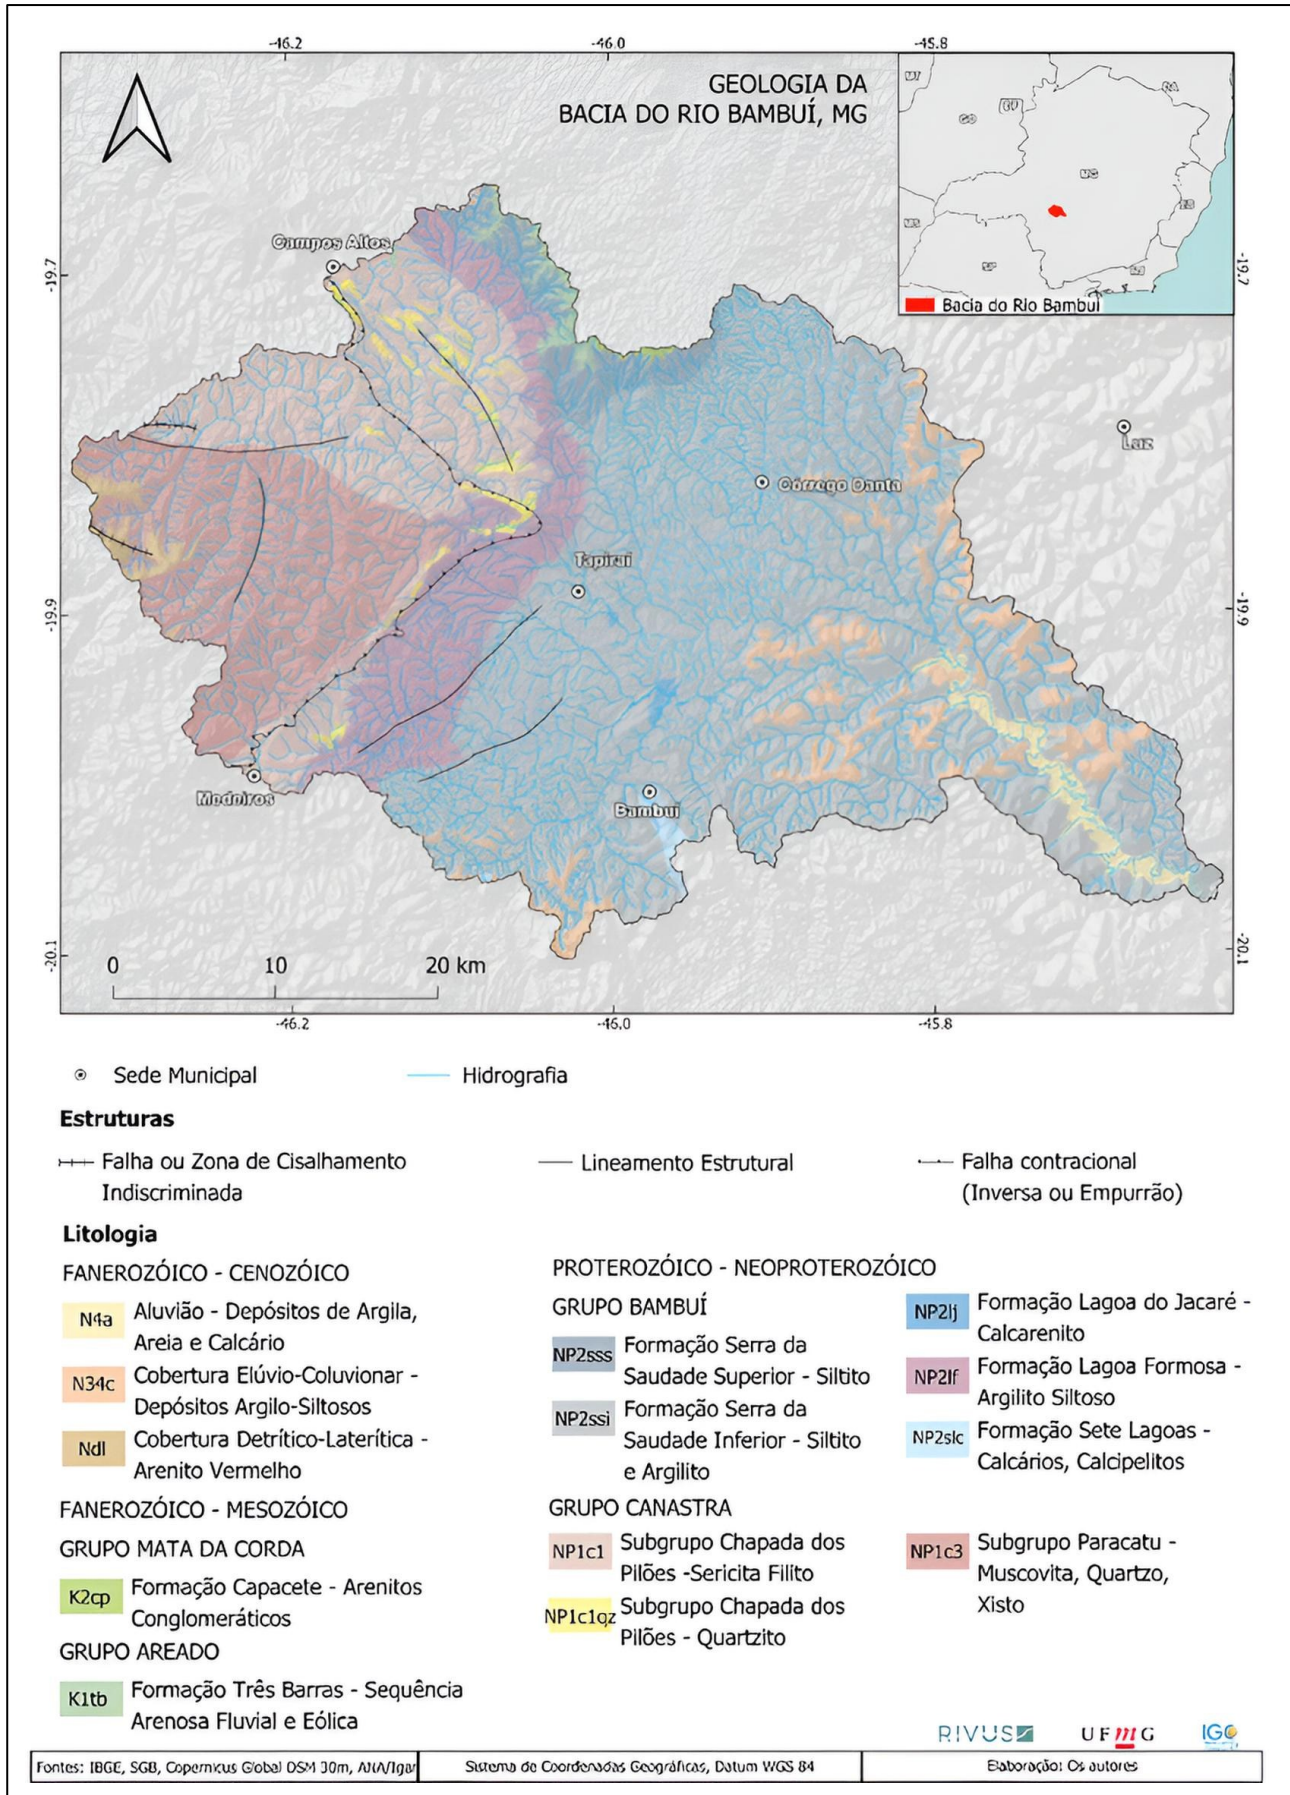 -46.2
-46.0
-45.8
GEOLOGIA DA
BACIA DO RIO BAMBUÍ, MG
MT
GO
DF
BA
MG
ES
MS
SP
RJ
Bacia do Rio Bambuí
Campos Altos
-19.7
-19.7
Luz
Córrego Danta
Tapiraí
-19.9
-19.9
Medeiros
Bambuí
-20.1
-20.1
0
10
20 km
-46.2
-46.0
-45.8
Sede Municipal
Hidrografia
Estruturas
Falha ou Zona de Cisalhamento
Indiscriminada
Lineamento Estrutural
Falha contracional
(Inversa ou Empurrão)
Litologia
FANEROZÓICO - CENOZÓICO
N4a Aluvião - Depósitos de Argila,
Areia e Calcário
N34c Cobertura Elúvio-Coluvionar -
Depósitos Argilo-Siltosos
Ndl Cobertura Detrítico-Laterítica -
Arenito Vermelho
FANEROZÓICO - MESOZÓICO
GRUPO MATA DA CORDA
K2cp Formação Capacete - Arenitos
Conglomeráticos
GRUPO AREADO
K1tb Formação Três Barras - Sequência
Arenosa Fluvial e Eólica
PROTEROZÓICO - NEOPROTEROZÓICO
GRUPO BAMBUÍ
NP2sss Formação Serra da
Saudade Superior - Siltito
NP2ssi Formação Serra da
Saudade Inferior - Siltito
e Argilito
NP2lj Formação Lagoa do Jacaré -
Calcarenito
NP2lf Formação Lagoa Formosa -
Argilito Siltoso
NP2slc Formação Sete Lagoas -
Calcários, Calcipelitos
GRUPO CANASTRA
NP1c1 Subgrupo Chapada dos
Pilões -Sericita Filito
NP1c1qz Subgrupo Chapada dos
Pilões - Quartzito
NP1c3 Subgrupo Paracatu -
Muscovita, Quartzo,
Xisto
RIVUS
UFMG
IGC
Fontes: IBGE, SGB, Copernicus Global DSM 30m, ANA/Igam
Sistema de Coordenadas Geográficas, Datum WGS 84
Elaboração: Os autores